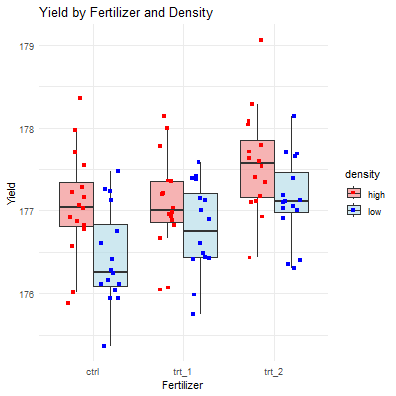 Yield by Fertilizer and Density
179
178
177
176
Yield
ctrl
trt_1
trt_2
Fertilizer
density
high
low